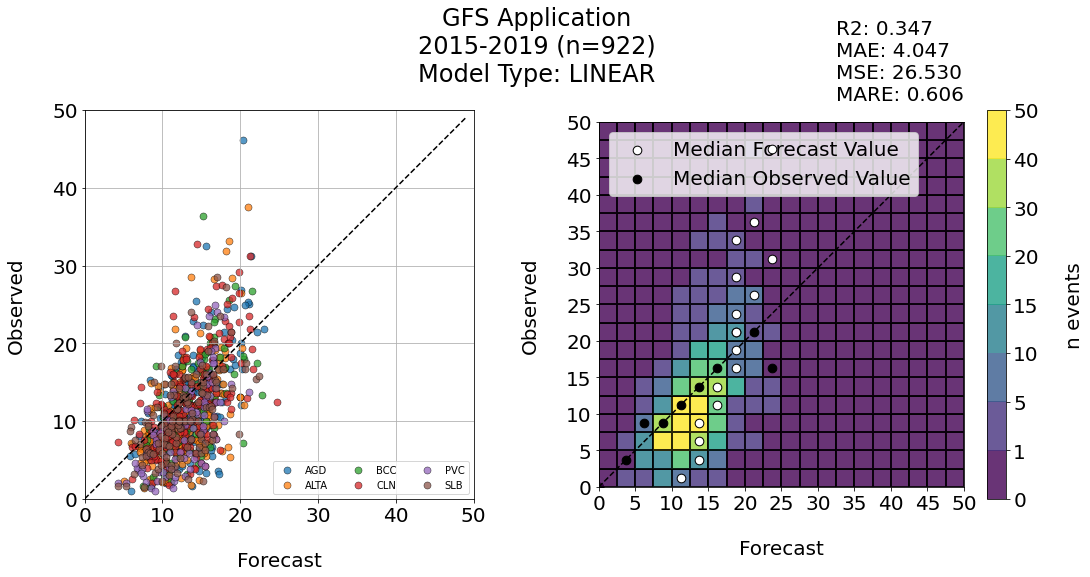 GFS Application
2015-2019 (n=922)
Model Type: LINEAR
R2: 0.347
MAE: 4.047
MSE: 26.530
MARE: 0.606
50
40
30
20
10
0
Observed
0 10 20 30 40 50
Forecast
AGD BCC PVC
ALTA CLN SLB
50
45
40
35
30
25
20
15
10
5
0
Observed
Median Forecast Value
Median Observed Value
0 5 10 15 20 25 30 35 40 45 50
Forecast
50
40
30
20
15
10
5
1
0
n events